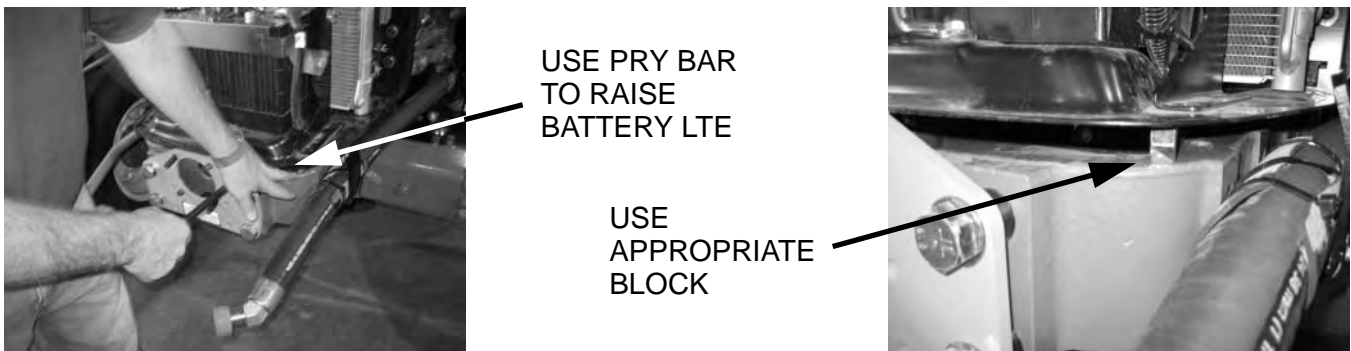 USE PRY BAR
TO RAISE
BATTERY LTE
USE
APPROPRIATE
BLOCK